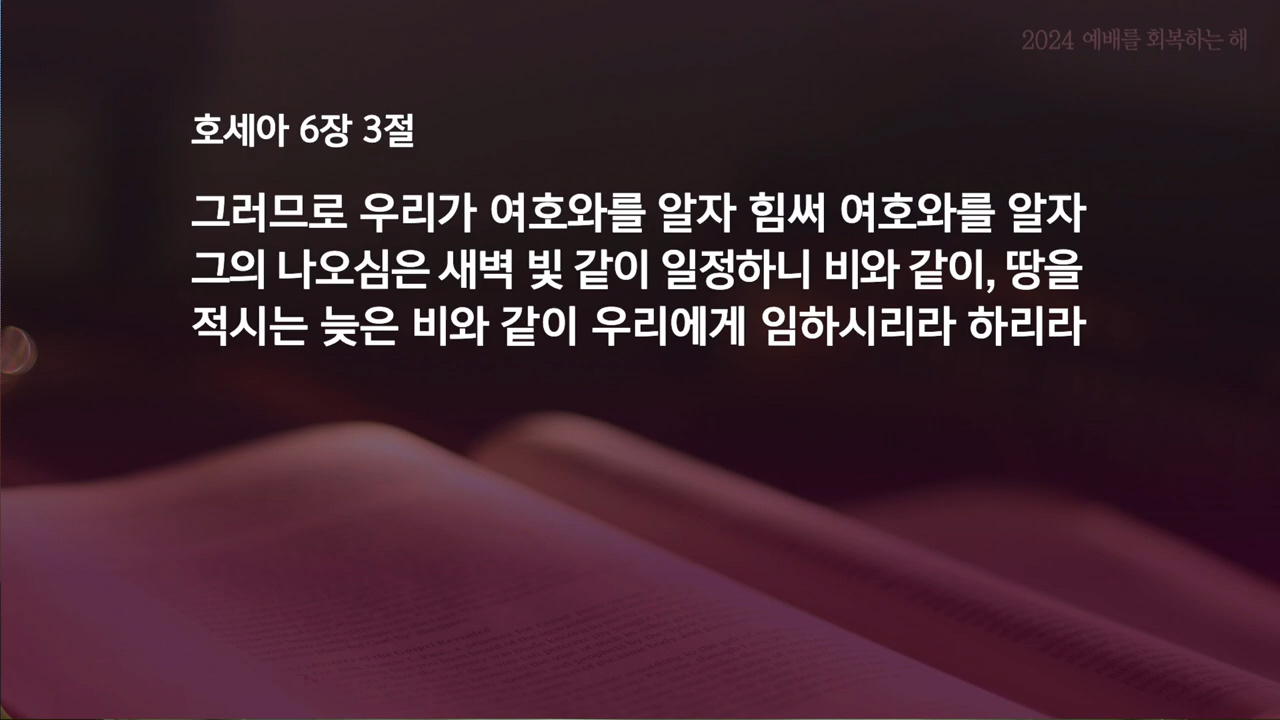 2024 예배를 회복하는 해
호세아 6장 3절
그러므로 우리가 여호와를 알자 힘써 여호와를 알자
그의 나오심은 새벽 빛 같이 일정하니 비와 같이, 땅을
적시는 늦은 비와 같이 우리에게 임하시리라 하리라